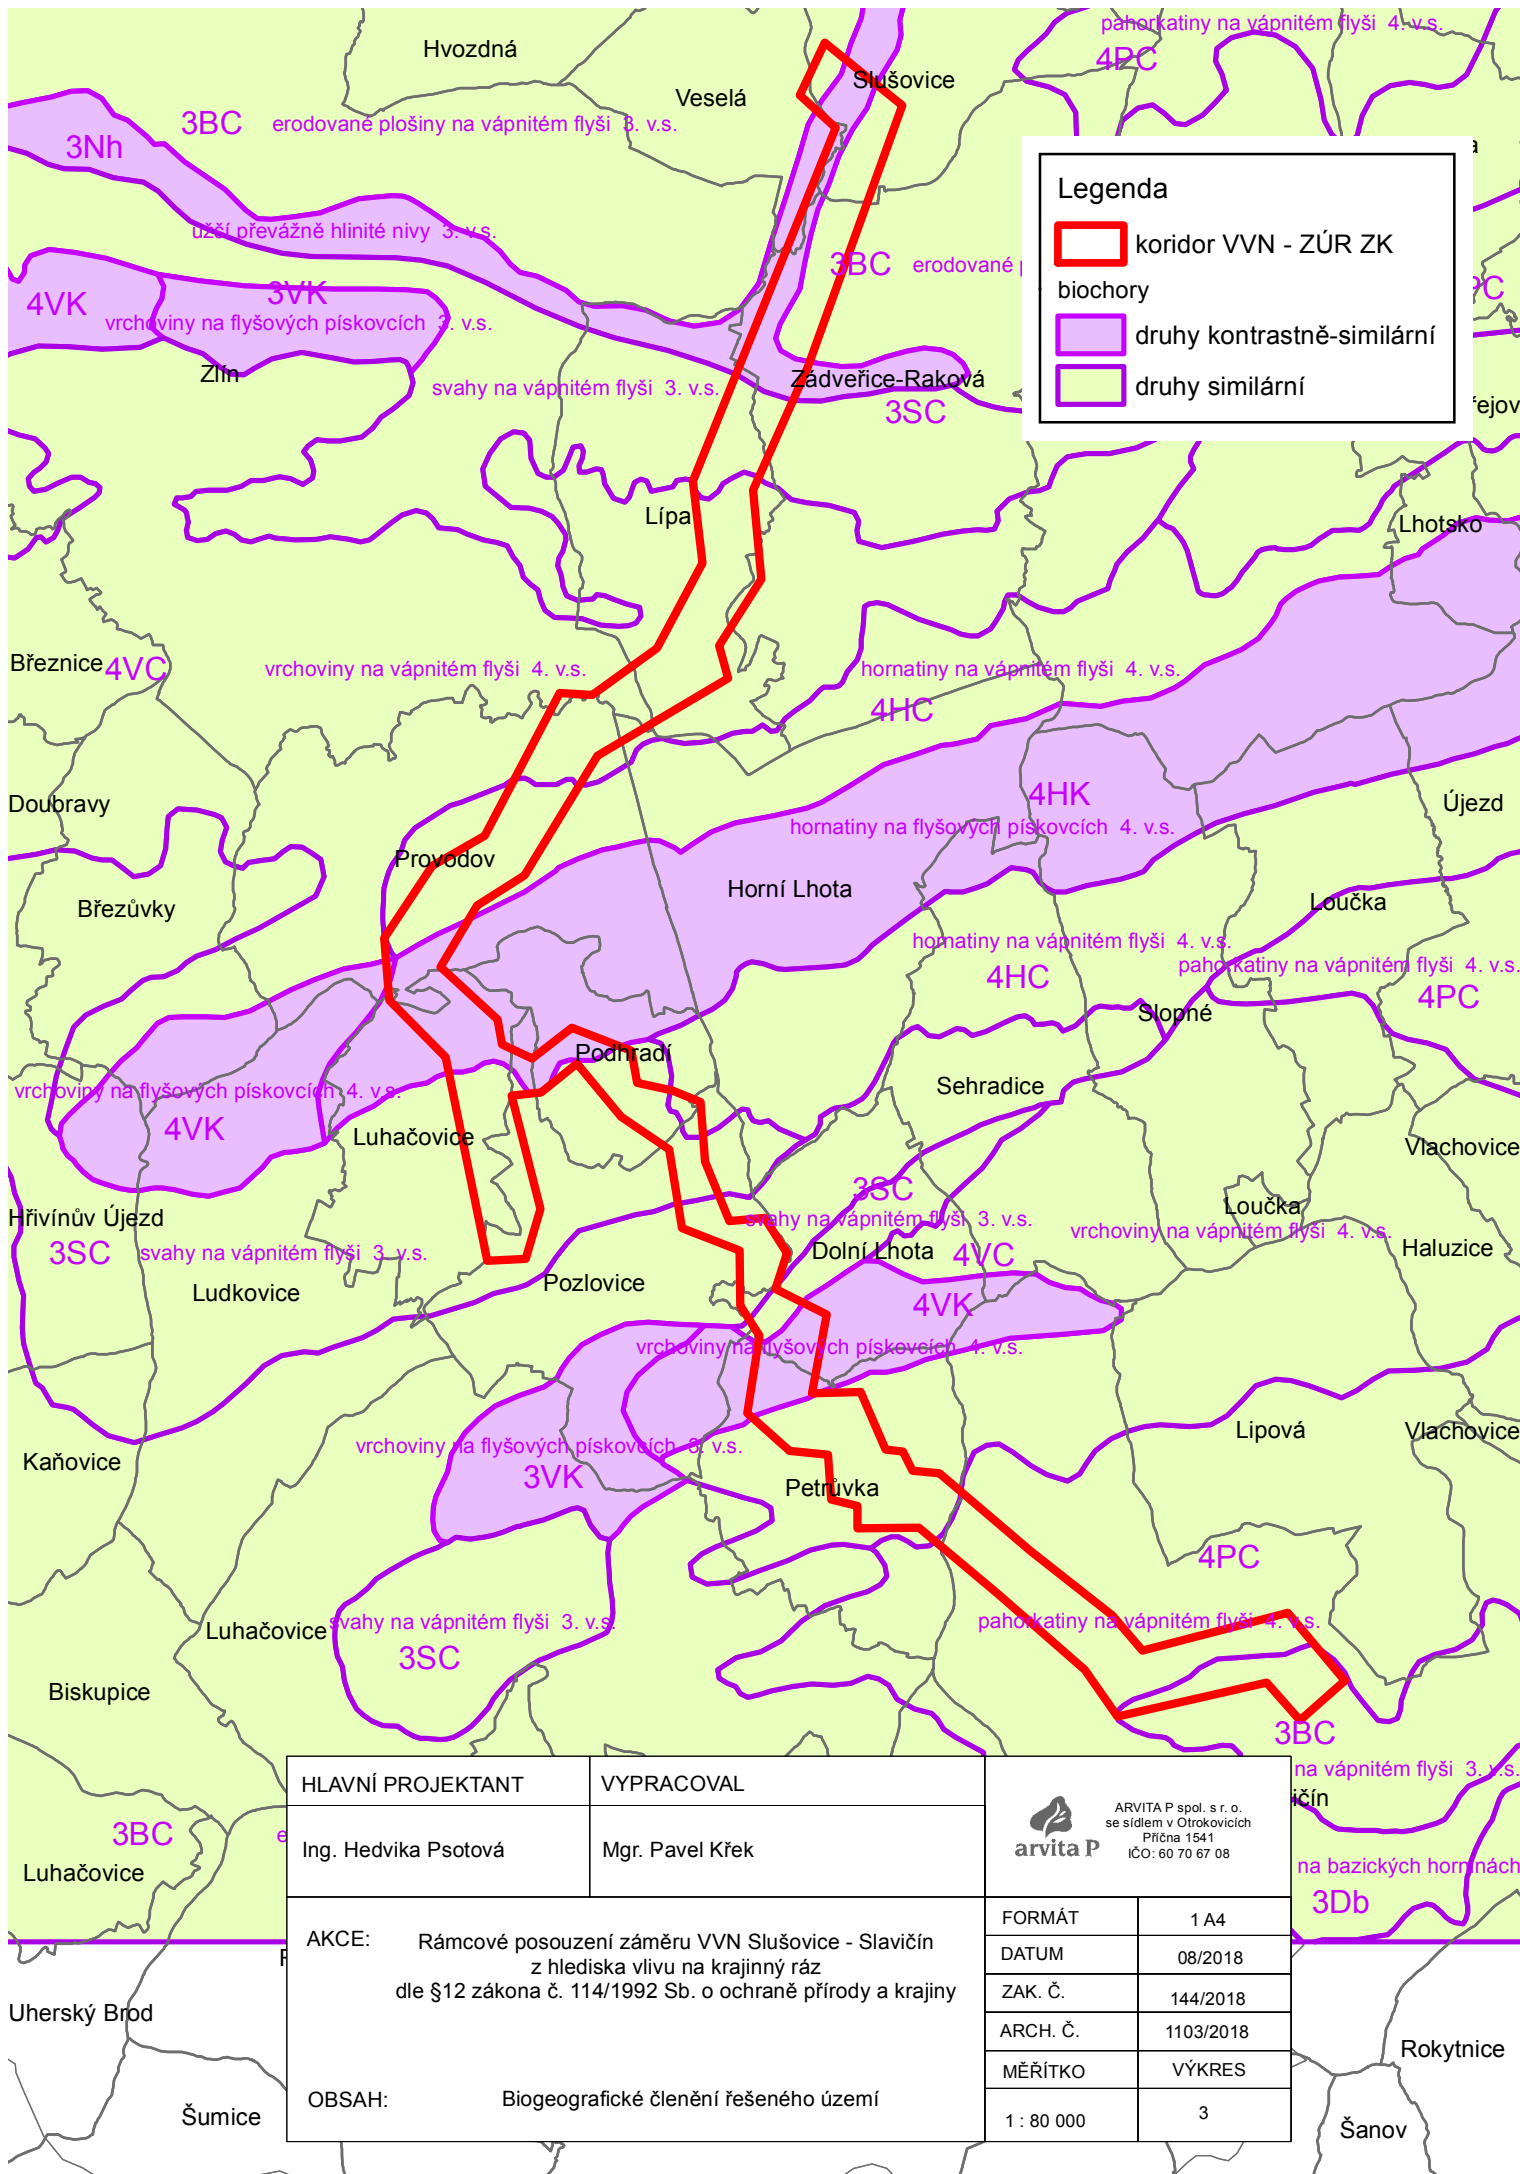 pahorkatiny na vápnitém flyši 4. v.s.
Hvozdná
4PC
Slušovice
Veselá
3BC
erodované plošiny na vápnitém flyši 3. v.s.
3Nh
Legenda
koridor VVN - ZÚR ZK
biochory
druhy kontrastně-similární
druhy similární
užší převážně hlinité nivy 3. v.s.
3BC
erodované
4VK
3VK
vrchoviny na flyšových pískovcích 3. v.s.
Zlín
svahy na vápnitém flyši 3. v.s.
Zádveřice-Raková
3SC
Lípa
Lhotsko
Březnice
4VC
vrchoviny na vápnitém flyši 4. v.s.
hornatiny na vápnitém flyši 4. v.s.
4HC
4HK
Doubravy
Újezd
hornatiny na flyšových pískovcích 4. v.s.
Provodov
Horní Lhota
Březůvky
Loučka
hornatiny na vápnitém flyši 4. v.s.
4HC
pahorkatiny na vápnitém flyši 4. v.s.
4PC
Slopné
Podhradí
Sehradice
vrchoviny na flyšových pískovcích 4. v.s.
4VK
Luhačovice
Vlachovice
3SC
Loučka
Hřivínův Újezd
svahy na vápnitém flyši 3. v.s.
vrchoviny na vápnitém flyši 4. v.s.
3SC
svahy na vápnitém flyši 3. v.s.
Dolní Lhota
4VC
Haluzice
Ludkovice
Pozlovice
4VK
vrchoviny na flyšových pískovcích 4. v.s.
Lipová
Vlachovice
vrchoviny na flyšových pískovcích 3. v.s.
Kaňovice
3VK
Petrůvka
4PC
svahy na vápnitém flyši 3. v.s.
pahorkatiny na vápnitém flyši 4. v.s.
Luhačovice
3SC
Biskupice
3BC
na vápnitém flyši 3. v.s.
ičín
3BC
Luhačovice
na bazických horninách
3Db
HLAVNÍ PROJEKTANT
VYPRACOVAL
Ing. Hedvika Psotová
Mgr. Pavel Křek
arvita P
ARVITA P spol. s r. o.
se sídlem v Otrokovicích
Příčna 1541
IČO: 60 70 67 08
AKCE:
Rámcové posouzení záměru VVN Slušovice - Slavičín
z hlediska vlivu na krajinný ráz
dle §12 zákona č. 114/1992 Sb. o ochraně přírody a krajiny
OBSAH:
Biogeografické členění řešeného území
FORMÁT
1 A4
DATUM
08/2018
ZAK. Č.
144/2018
ARCH. Č.
1103/2018
MĚŘÍTKO
VÝKRES
1 : 80 000
3
Uherský Brod
Šumice
Rokytnice
Šanov